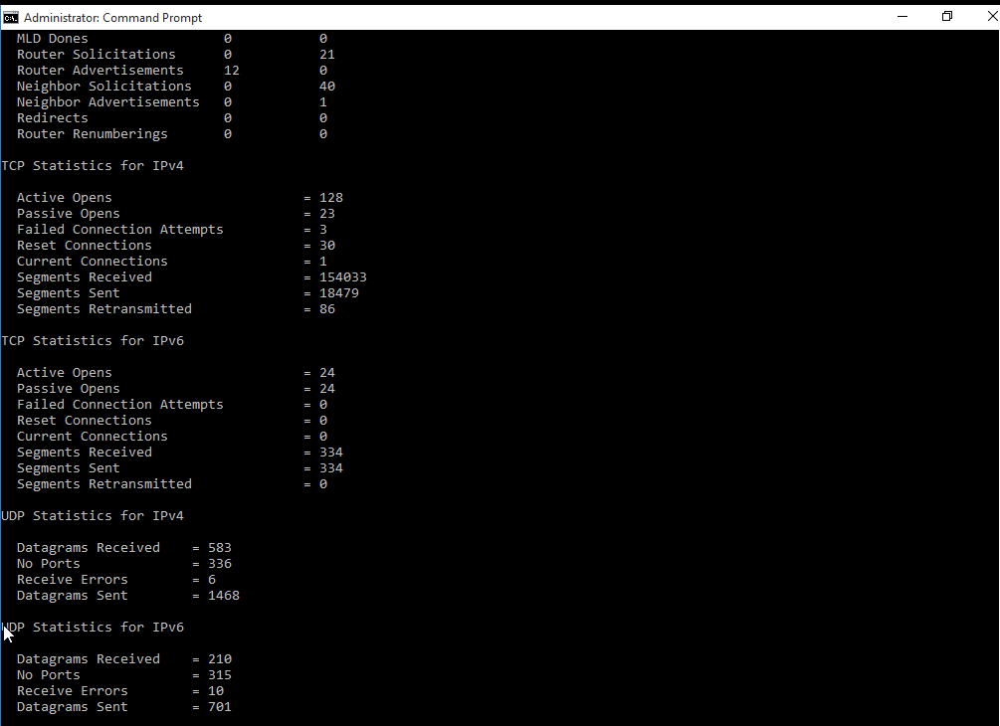 Administrator: Command Prompt
MLD Dones 0 0
Router Solicitations 0 21
Router Advertisements 12 0
Neighbor Solicitations 0 40
Neighbor Advertisements 0 1
Redirects 0 0
Router Renumberings 0 0
TCP Statistics for IPv4
Active Opens = 128
Passive Opens = 23
Failed Connection Attempts = 3
Reset Connections = 30
Current Connections = 1
Segments Received = 154033
Segments Sent = 18479
Segments Retransmitted = 86
TCP Statistics for IPv6
Active Opens = 24
Passive Opens = 24
Failed Connection Attempts = 0
Reset Connections = 0
Current Connections = 0
Segments Received = 334
Segments Sent = 334
Segments Retransmitted = 0
UDP Statistics for IPv4
Datagrams Received = 583
No Ports = 336
Receive Errors = 6
Datagrams Sent = 1468
UDP Statistics for IPv6
Datagrams Received = 210
No Ports = 315
Receive Errors = 10
Datagrams Sent = 701